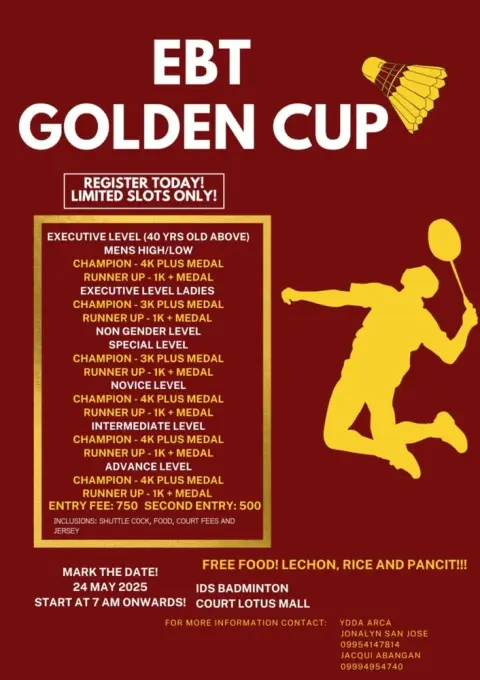 EBT
GOLDEN CUP
REGISTER TODAY!
LIMITED SLOTS ONLY!
EXECUTIVE LEVEL (40 YRS OLD ABOVE)
MENS HIGH/LOW
CHAMPION - 4K PLUS MEDAL
RUNNER UP - 1K + MEDAL
EXECUTIVE LEVEL LADIES
CHAMPION - 3K PLUS MEDAL
RUNNER UP - 1K + MEDAL
NON GENDER LEVEL
SPECIAL LEVEL
CHAMPION - 3K PLUS MEDAL
RUNNER UP - 1K + MEDAL
NOVICE LEVEL
CHAMPION - 4K PLUS MEDAL
RUNNER UP - 1K + MEDAL
INTERMEDIATE LEVEL
CHAMPION - 4K PLUS MEDAL
RUNNER UP - 1K + MEDAL
ADVANCE LEVEL
CHAMPION - 4K PLUS MEDAL
RUNNER UP - 1K + MEDAL
ENTRY FEE: 750 SECOND ENTRY: 500
INCLUSIONS: SHUTTLE COCK, FOOD, COURT FEES AND
JERSEY
FREE FOOD! LECHON, RICE AND PANCIT!!!
MARK THE DATE!
24 MAY 2025
START AT 7 AM ONWARDS!
IDS BADMINTON
COURT LOTUS MALL
FOR MORE INFORMATION CONTACT: YDDA ARCA
JONALYN SAN JOSE
09954147814
JACQUI ABANGAN
09994954740